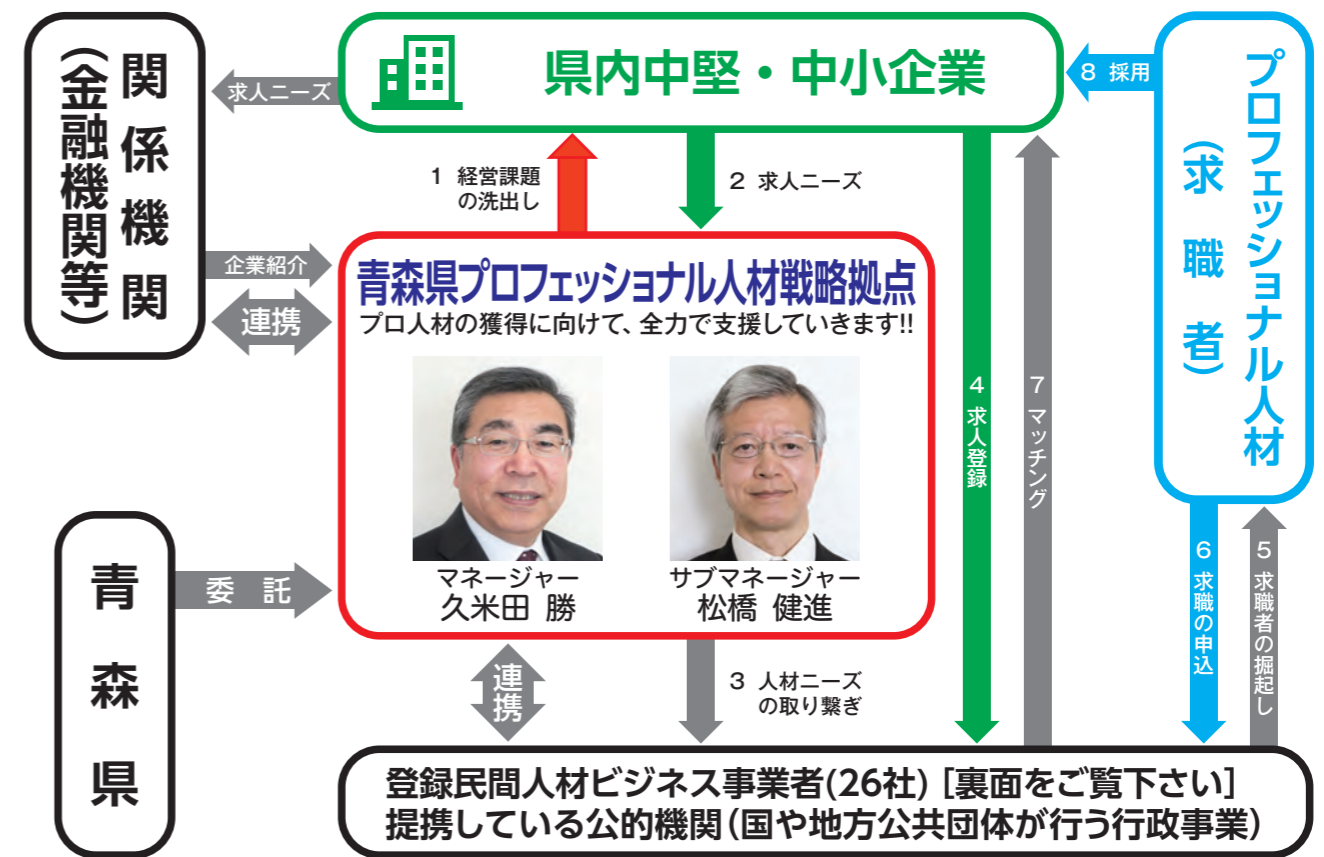 関係機関
（金融機関等）
求人ニーズ
県内中堅・中小企業
8 採用
プロフェッショナル人材
（求職者）
1 経営課題
の洗出し
2 求人ニーズ
企業紹介
連携
青森県プロフェッショナル人材戦略拠点
プロ人材の獲得に向けて、全力で支援していきます!!
マネージャー
久米田 勝
サブマネージャー
松橋 健進
4 求人登録
7 マッチング
青森県
委託
連携
3 人材ニーズ
の取り繋ぎ
6 求職の申込
5 求職者の掘起し
登録民間人材ビジネス事業者(26社)［裏面をご覧下さい］
提携している公的機関（国や地方公共団体が行う行政事業）